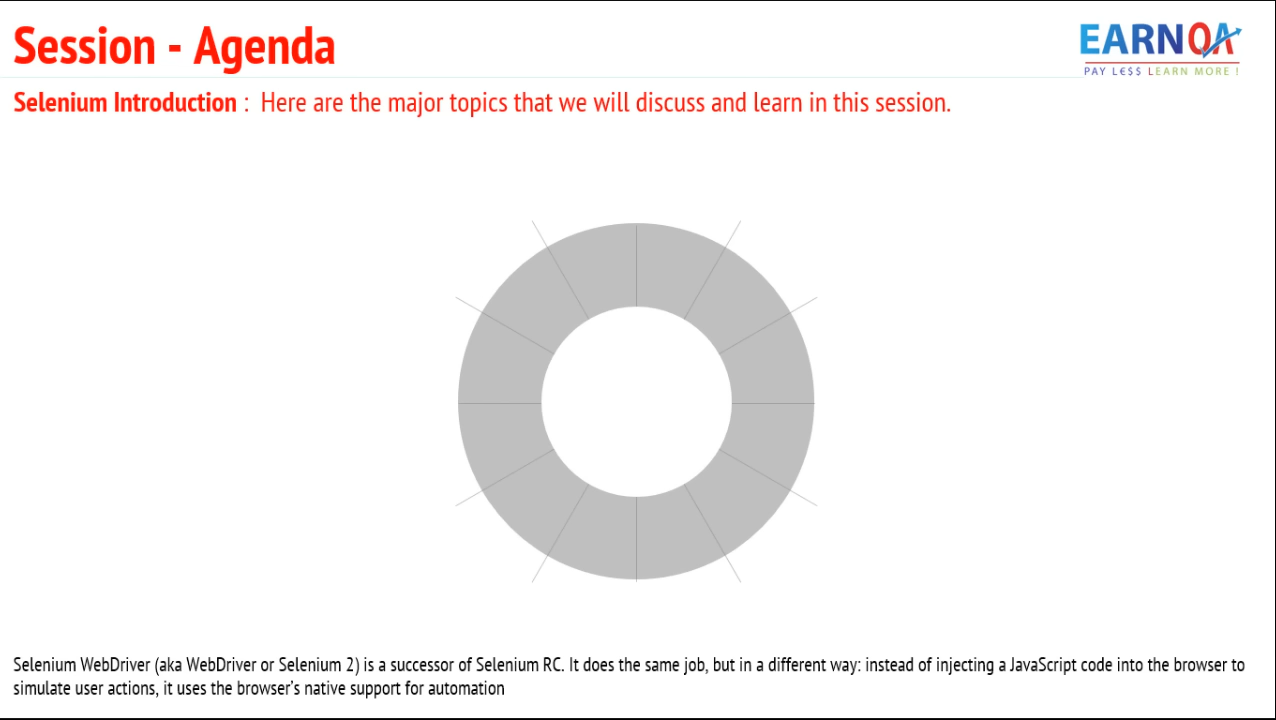 Session - Agenda
EARNQA
PAY L€$$ LEARN MORE !
Selenium Introduction : Here are the major topics that we will discuss and learn in this session.
Selenium WebDriver (aka WebDriver or Selenium 2) is a successor of Selenium RC. It does the same job, but in a different way: instead of injecting a JavaScript code into the browser to
simulate user actions, it uses the browser’s native support for automation